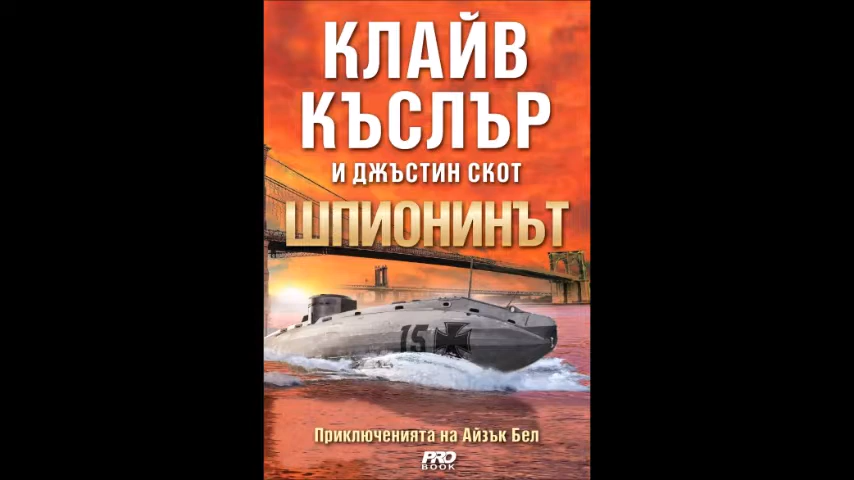 КЛАЙВ
КЪСЛЪР
И ДЖЪСТИН СКОТ
ШПИОНИНЪТ
15
Приключенията на Айзък Бел
PRO
BOOK